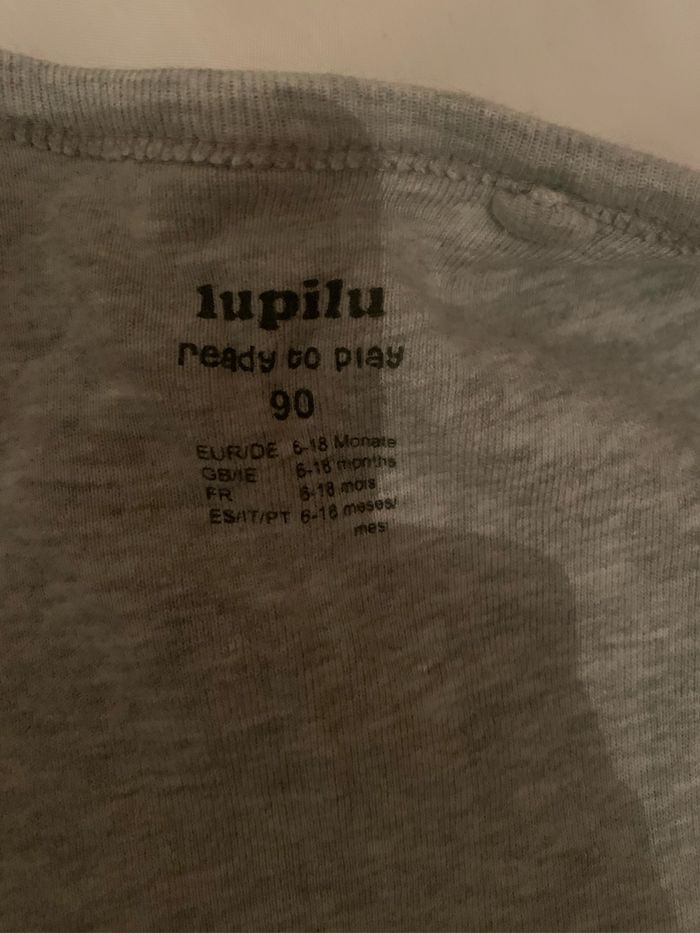 lupilu
ready to play
90
EUR/DE 6-18 Monate
GB/IE 6-18 months
FR 6-18 mois
ES/IT/PT 6-18 meses/
mesi